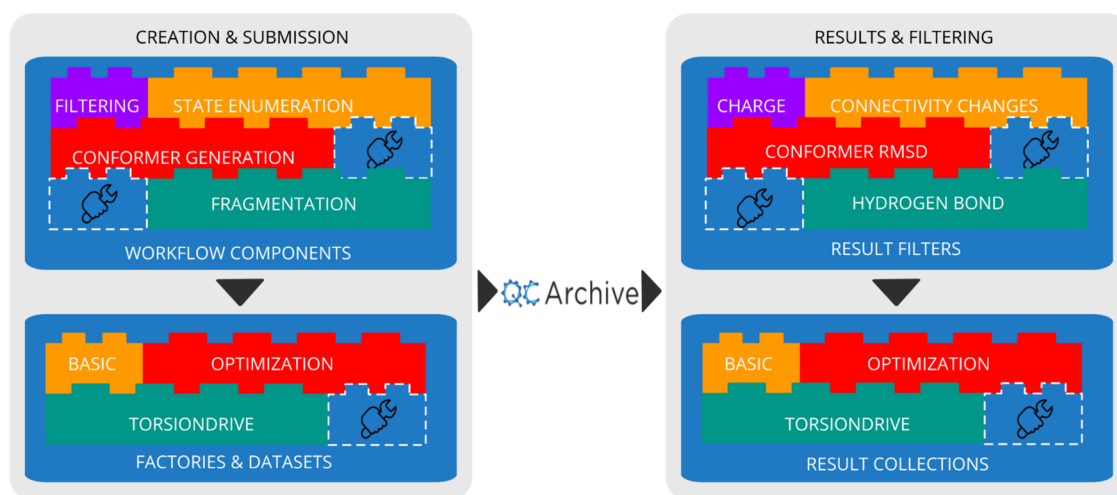 CREATION & SUBMISSION
FILTERING
STATE ENUMERATION
CONFORMER GENERATION
FRAGMENTATION
WORKFLOW COMPONENTS
BASIC
OPTIMIZATION
TORSIONDRIVE
FACTORIES & DATASETS
QCArchive
RESULTS & FILTERING
CHARGE
CONNECTIVITY CHANGES
CONFORMER RMSD
HYDROGEN BOND
RESULT FILTERS
BASIC
OPTIMIZATION
TORSIONDRIVE
RESULT COLLECTIONS